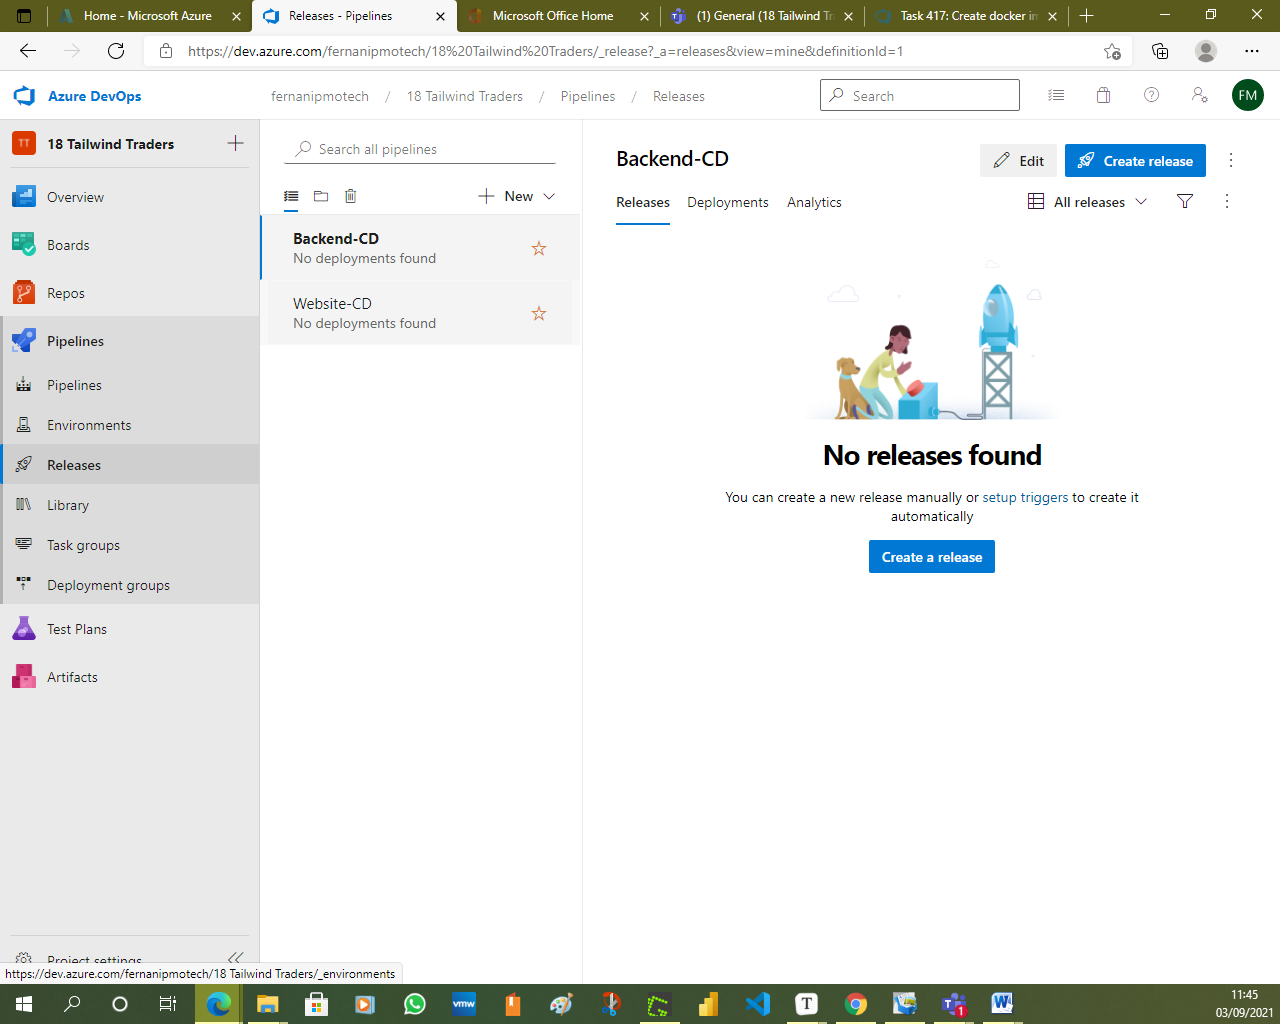 Home - Microsoft Azure
Releases - Pipelines
Microsoft Office Home
(1) General (18 Tailwind Tr
Task 417: Create docker im
https://dev.azure.com/fernanipmotech/18%20Tailwind%20Traders/_release?_a=releases&view=mine&definitionId=1
Azure DevOps
fernanipmotech / 18 Tailwind Traders / Pipelines / Releases
Search
FM
TT 18 Tailwind Traders
Overview
Boards
Repos
Pipelines
Pipelines
Environments
Releases
Library
Task groups
Deployment groups
Test Plans
Artifacts
Project settings
https://dev.azure.com/fernanipmotech/18 Tailwind Traders/_environments
Search all pipelines
New
Backend-CD
No deployments found
Website-CD
No deployments found
Backend-CD
Edit
Create release
Releases Deployments Analytics
All releases
No releases found
You can create a new release manually or setup triggers to create it
automatically
Create a release
vmw
T
1
W
11:45
03/09/2021